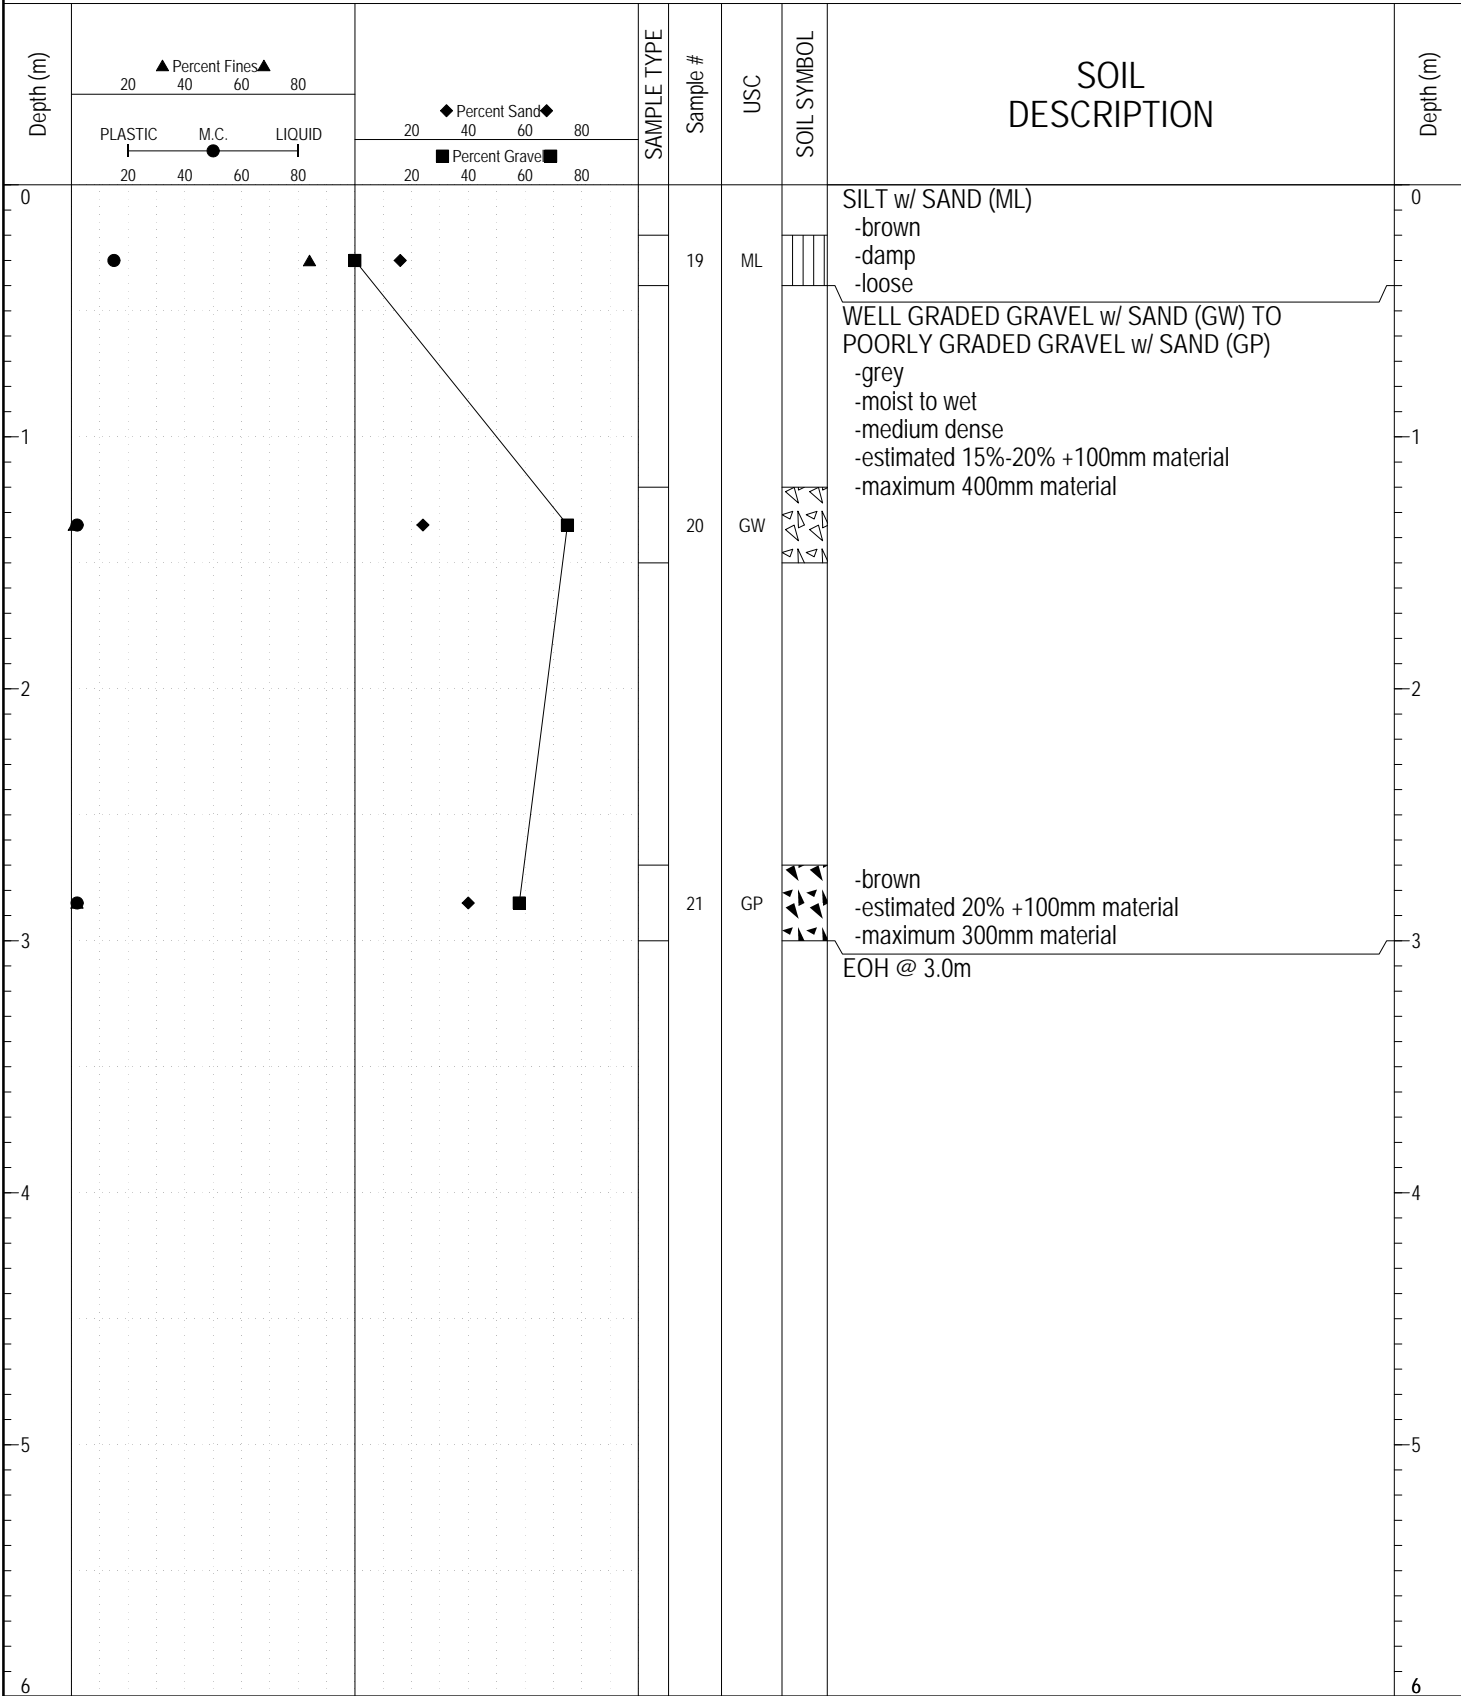 Depth (m)
▲ Percent Fines ▲
20 40 60 80
PLASTIC M.C. LIQUID
20 40 60 80
◆ Percent Sand ◆
20 40 60 80
■ Percent Gravel ■
20 40 60 80
SAMPLE TYPE
Sample #
USC
SOIL SYMBOL
SOIL
DESCRIPTION
Depth (m)
0
SILT w/ SAND (ML)
-brown
-damp
19 ML
-loose
WELL GRADED GRAVEL w/ SAND (GW) TO
POORLY GRADED GRAVEL w/ SAND (GP)
-grey
-moist to wet
-medium dense
1
-estimated 15%-20% +100mm material
-maximum 400mm material
20 GW
2
-brown
21 GP
-estimated 20% +100mm material
-maximum 300mm material
3
EOH @ 3.0m
4
5
6
0
1
2
3
4
5
6